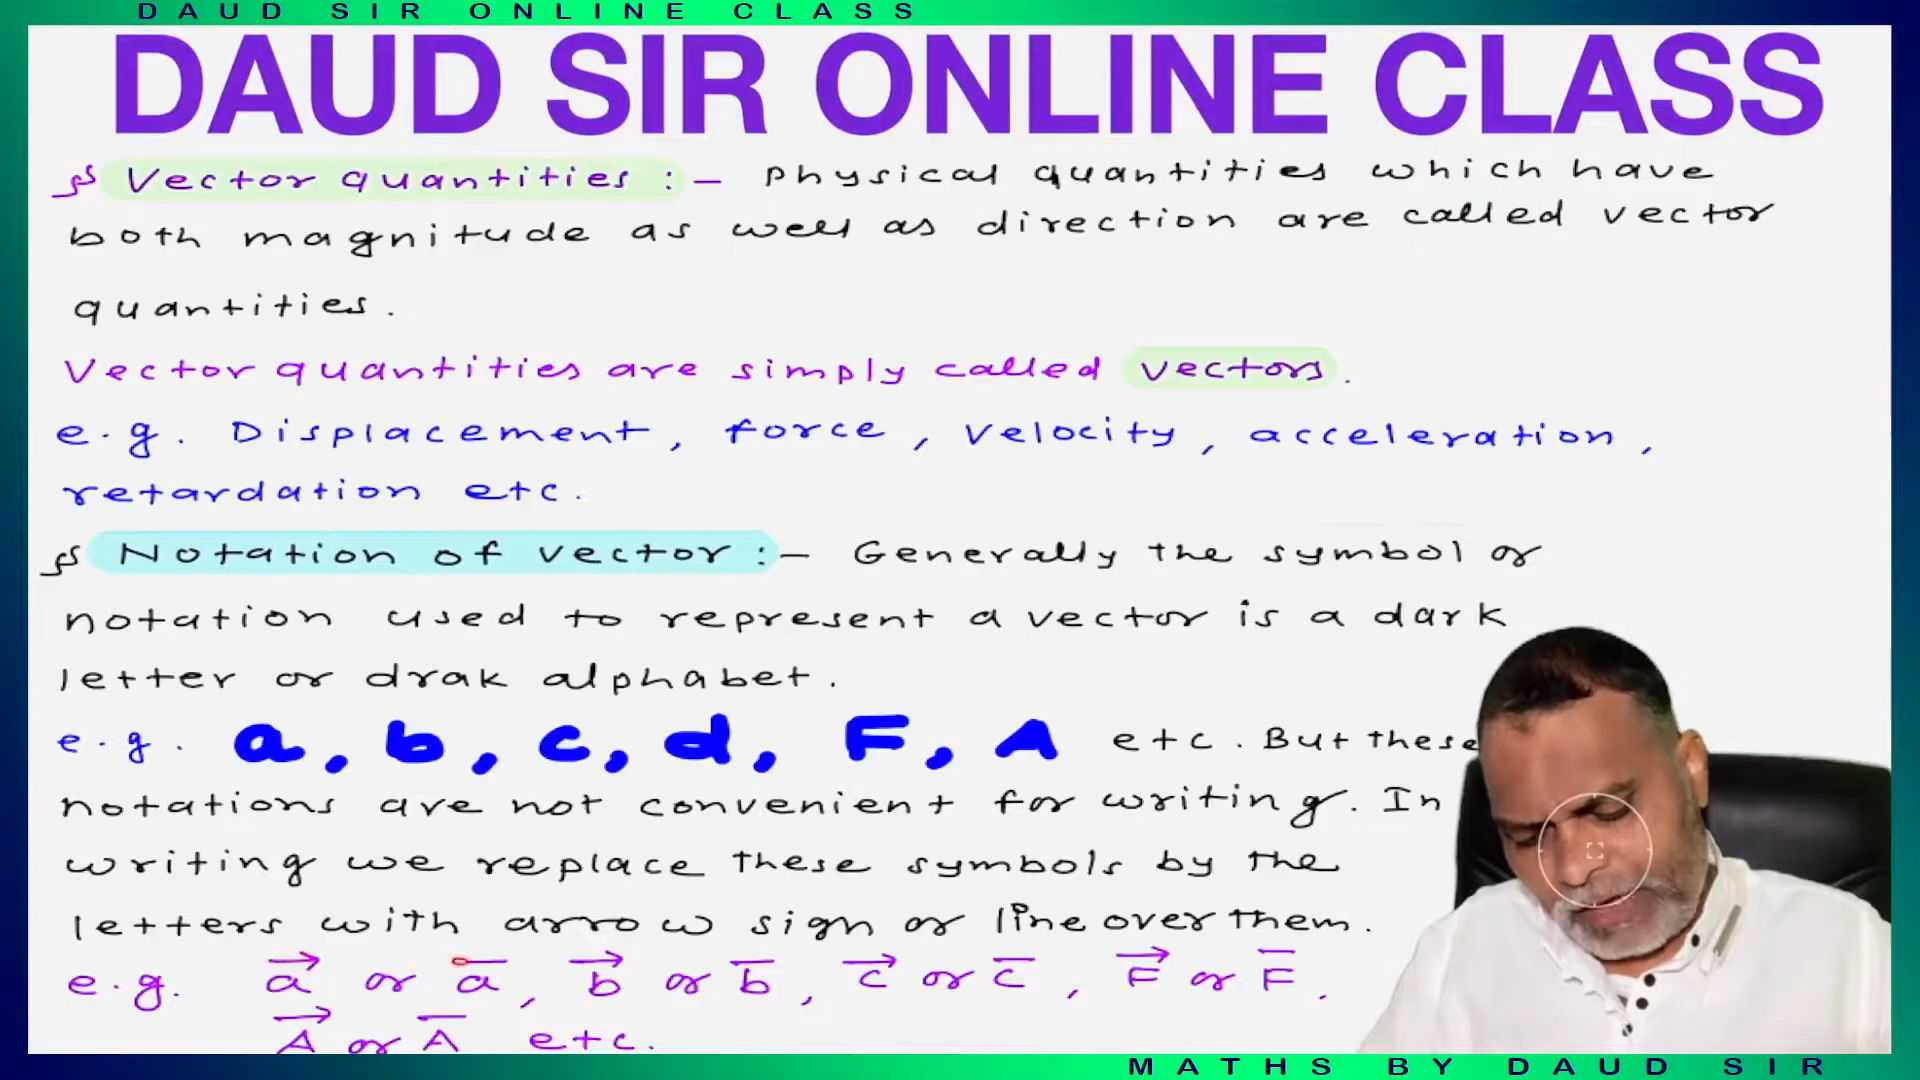 DAUD SIR ONLINE CLASS
DAUD SIR ONLINE CLASS
Vector quantities :- Physical quantities which have
both magnitude as well as direction are called vector
quantities.
Vector quantities are simply called vectors.
e.g. Displacement, force, velocity, acceleration,
retardation etc.
Notation of vector :- Generally the symbol or
notation used to represent a vector is a dark
letter or drak alphabet.
e.g. a, b, c, d, F, A etc. But these
notations are not convenient for writing. In
writing we replace these symbols by the
letters with arrow sign or line over them.
e.g. a⃗ or a̅, b⃗ or b̅, c⃗ or c̅, F⃗ or F̅,
A⃗ or A̅ etc.
MATHS BY DAUD SIR